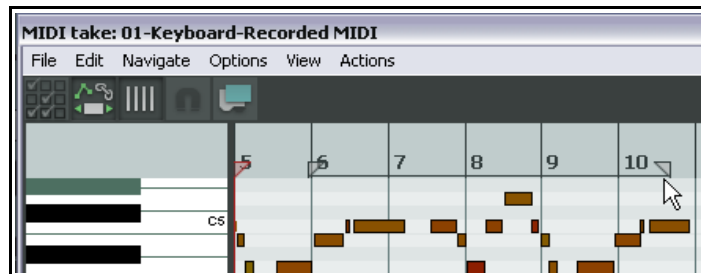 MIDI take: 01-Keyboard-Recorded MIDI
File Edit Navigate Options View Actions
5 6 7 8 9 10
C5